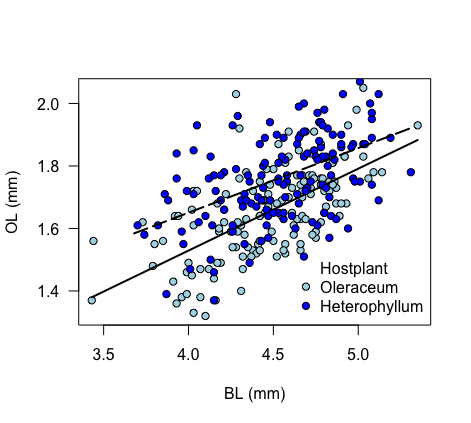 2.0
1.8
1.6
1.4
OL (mm)
Hostplant
Oleraceum
Heterophyllum
3.5 4.0 4.5 5.0
BL (mm)